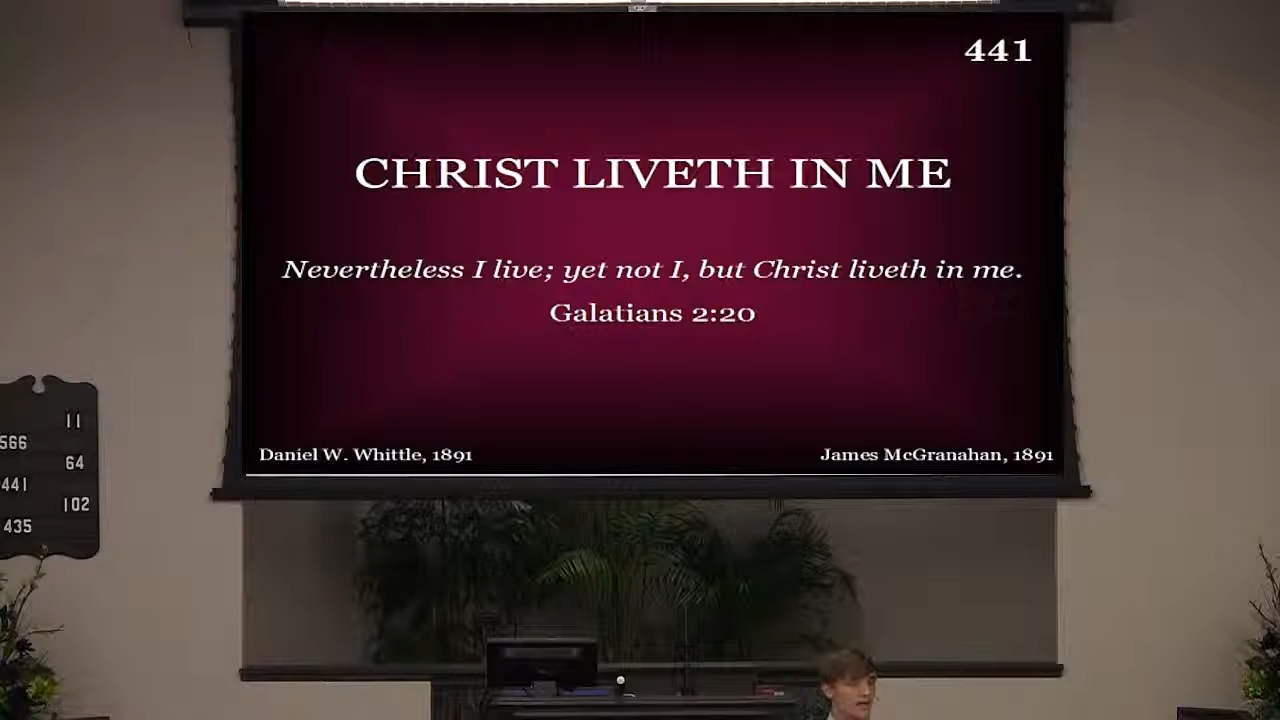 441
CHRIST LIVETH IN ME
Nevertheless I live; yet not I, but Christ liveth in me.
Galatians 2:20
Daniel W. Whittle, 1891
James McGranahan, 1891
11
566
64
441
102
435